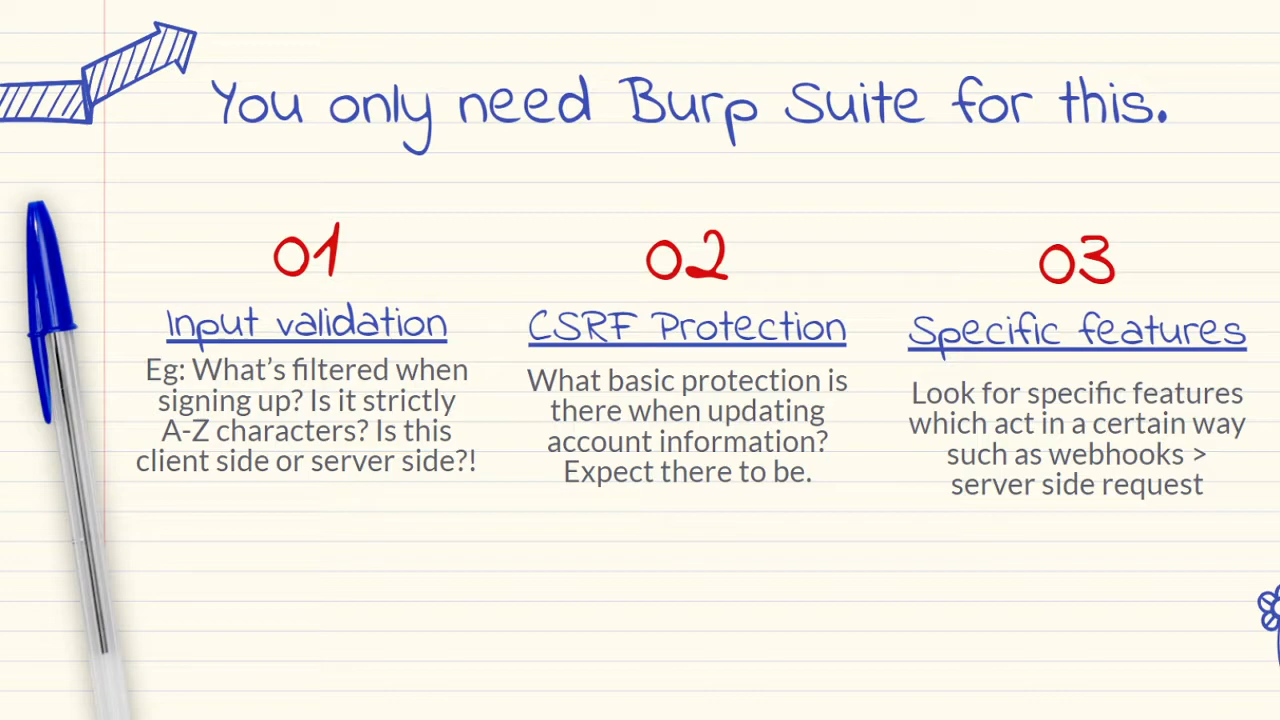 You only need Burp Suite for this.
01
Input validation
Eg: What's filtered when
signing up? Is it strictly
A-Z characters? Is this
client side or server side?!
02
CSRF Protection
What basic protection is
there when updating
account information?
Expect there to be.
03
Specific features
Look for specific features
which act in a certain way
such as webhooks >
server side request